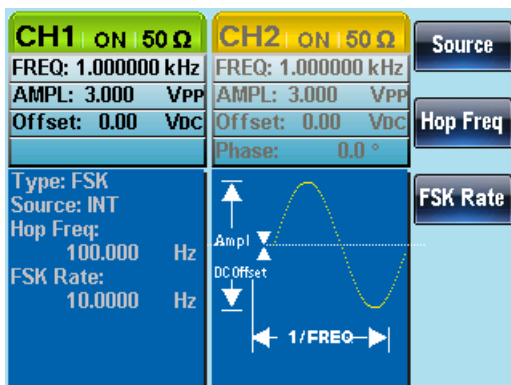 CH1 ON 50 Ω
FREQ: 1.000000 kHz
AMPL: 3.000 VPP
Offset: 0.00 VDC
CH2 ON 50 Ω
FREQ: 1.000000 kHz
AMPL: 3.000 VPP
Offset: 0.00 VDC
Phase: 0.0 °
Source
Hop Freq
FSK Rate
Type: FSK
Source: INT
Hop Freq:
100.000 Hz
FSK Rate:
10.0000 Hz
Ampl
DC Offset
1/FREQ